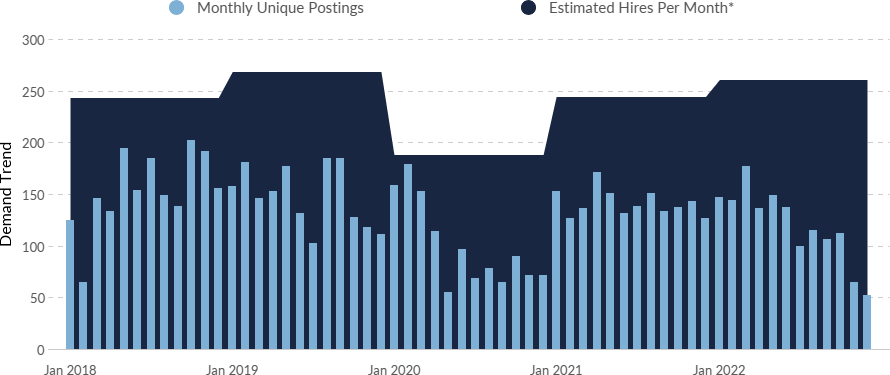 Monthly Unique Postings
Estimated Hires Per Month*
Demand Trend
300
250
200
150
100
50
0
Jan 2018
Jan 2019
Jan 2020
Jan 2021
Jan 2022